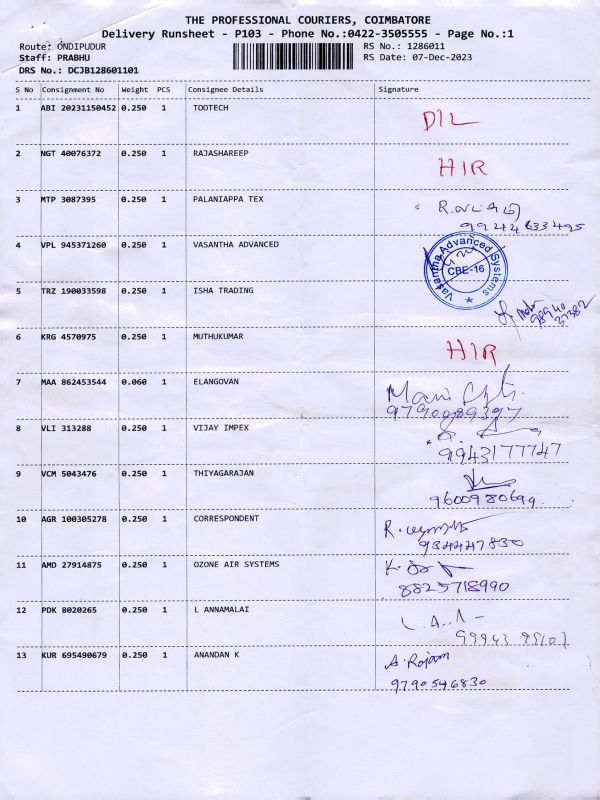 THE PROFESSIONAL COURIERS, COIMBATORE
Delivery Runsheet - P103 - Phone No.:0422-3505555 - Page No.:1
Route: ONDIPUDUR RS No.: 1286011
Staff: PRABHU RS Date: 07-Dec-2023
DRS No.: DCJB128601101
S No Consignment No Weight PCS Consignee Details Signature
1 ABI 20231150452 0.250 1 TOOTECH
DIL
2 NGT 40076372 0.250 1 RAJASHAREEP
HIR
3 MTP 3087395 0.250 1 PALANIAPPA TEX
9944633495
4 VPL 945371260 0.250 1 VASANTHA ADVANCED
Vasantha Advanced Systems
CBE-16
5 TRZ 190033598 0.250 1 ISHA TRADING
6 KRG 4570975 0.250 1 MUTHUKUMAR
HIR
7 MAA 862453544 0.060 1 ELANGOVAN
9790089397
8 VLI 313288 0.250 1 VIJAY IMPEX
9943177747
9 VCM 5043476 0.250 1 THIYAGARAJAN
9600980699
10 AGR 100305278 0.250 1 CORRESPONDENT
934447830
11 AMD 27914875 0.250 1 OZONE AIR SYSTEMS
8825718990
12 PDK 8020265 0.250 1 L ANNAMALAI
13 KUR 695490679 0.250 1 ANANDAN K
A. Rajam
9790546830